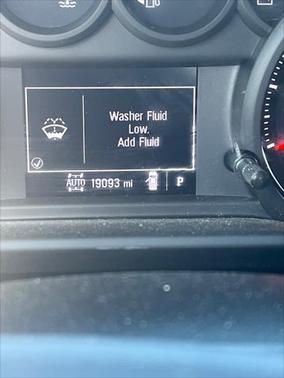 Washer Fluid
Low.
Add Fluid
AUTO 19093 mi P